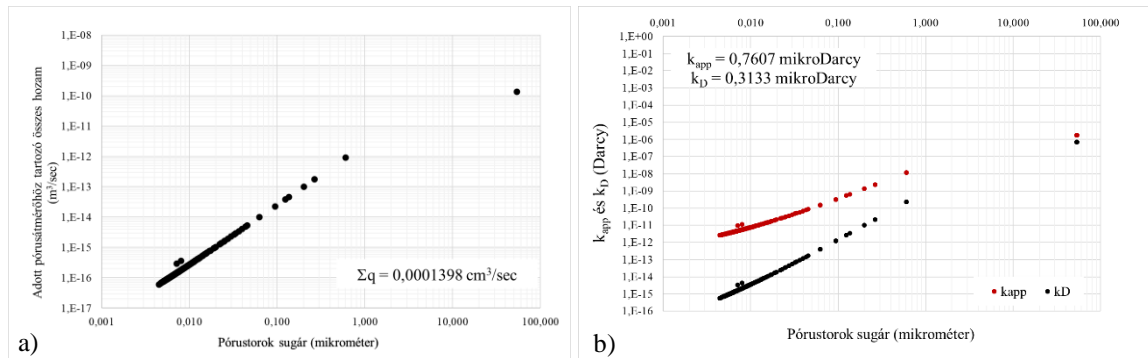 1,E-08
1,E-09
1,E-10
1,E-11
1,E-12
1,E-13
1,E-14
1,E-15
1,E-16
1,E-17
0,001
0,010
0,100
1,000
10,000
100,000
Adott pórusátmérőhöz tartozó összes hozam
(m³/sec)
Σq = 0,0001398 cm³/sec
Pórustorok sugár (mikrométer)
a)
0,001
0,010
0,100
1,000
10,000
100,000
1,E+00
1,E-01
1,E-02
1,E-03
1,E-04
1,E-05
1,E-06
1,E-07
1,E-08
1,E-09
1,E-10
1,E-11
1,E-12
1,E-13
1,E-14
1,E-15
1,E-16
k_app és k_D (Darcy)
k_app = 0,7607 mikroDarcy
k_D = 0,3133 mikroDarcy
kapp
kD
Pórustorok sugár (mikrométer)
b)